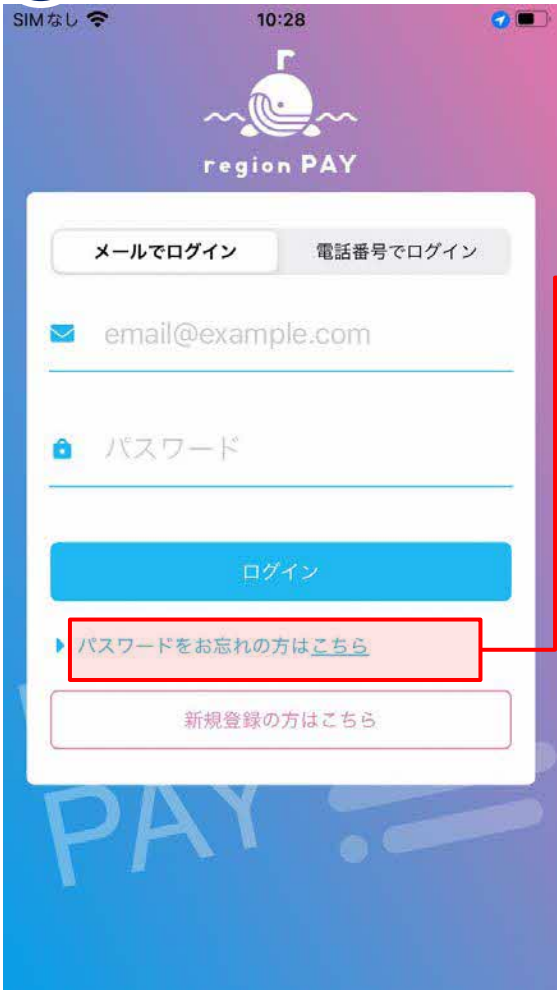 SIMなし 10:28
region PAY
メールでログイン 電話番号でログイン
email@example.com
パスワード
ログイン
パスワードをお忘れの方はこちら
新規登録の方はこちら
PAY